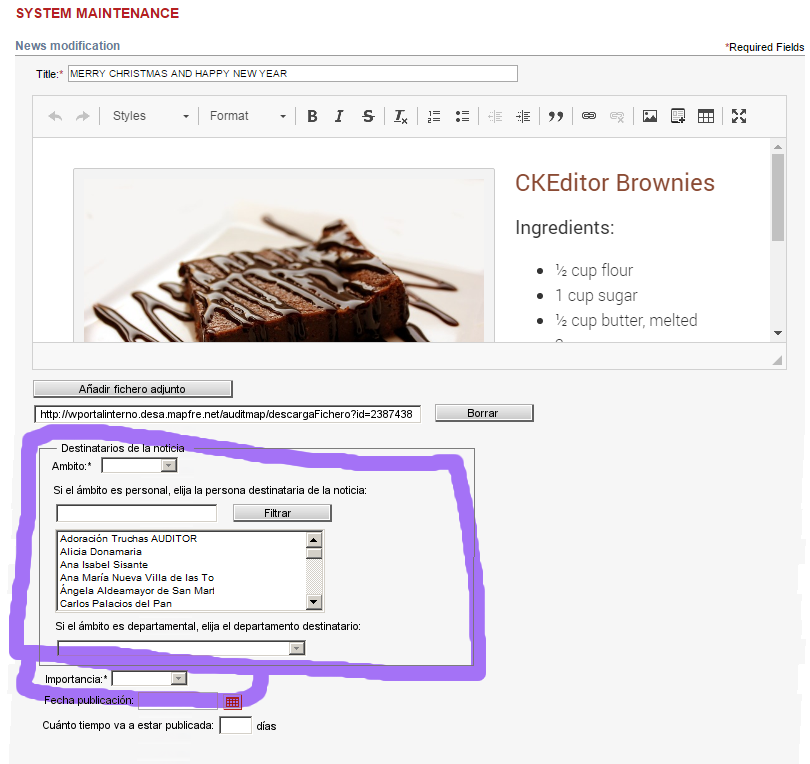 SYSTEM MAINTENANCE
News modification
*Required Fields
Title:* MERRY CHRISTMAS AND HAPPY NEW YEAR
Styles Format B I S Tx
CKEditor Brownies
Ingredients:
½ cup flour
1 cup sugar
½ cup butter, melted
Añadir fichero adjunto
http://wportalinterno.desa.mapfre.net/auditmap/descargaFichero?id=2387438 Borrar
Destinatarios de la noticia
Ambito:*
Si el ámbito es personal, elija la persona destinataria de la noticia:
Filtrar
Adoración Truchas AUDITOR
Alicia Donamaria
Ana Isabel Sisante
Ana María Nueva Villa de las To
Ángela Aldeamayor de San Mart
Carlos Palacios del Pan
Si el ámbito es departamental, elija el departamento destinatario:
Importancia:*
Fecha publicación:
Cuánto tiempo va a estar publicada: días